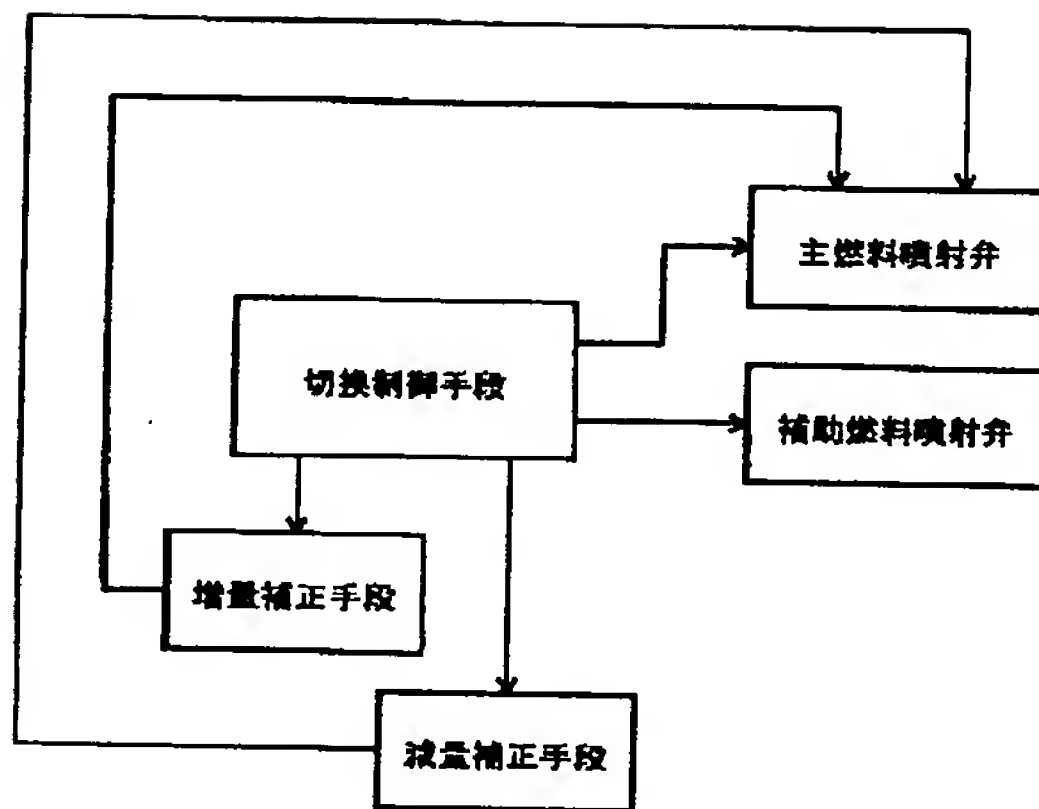 主燃料噴射弁
切換制御手段
補助燃料噴射弁
増量補正手段
減量補正手段